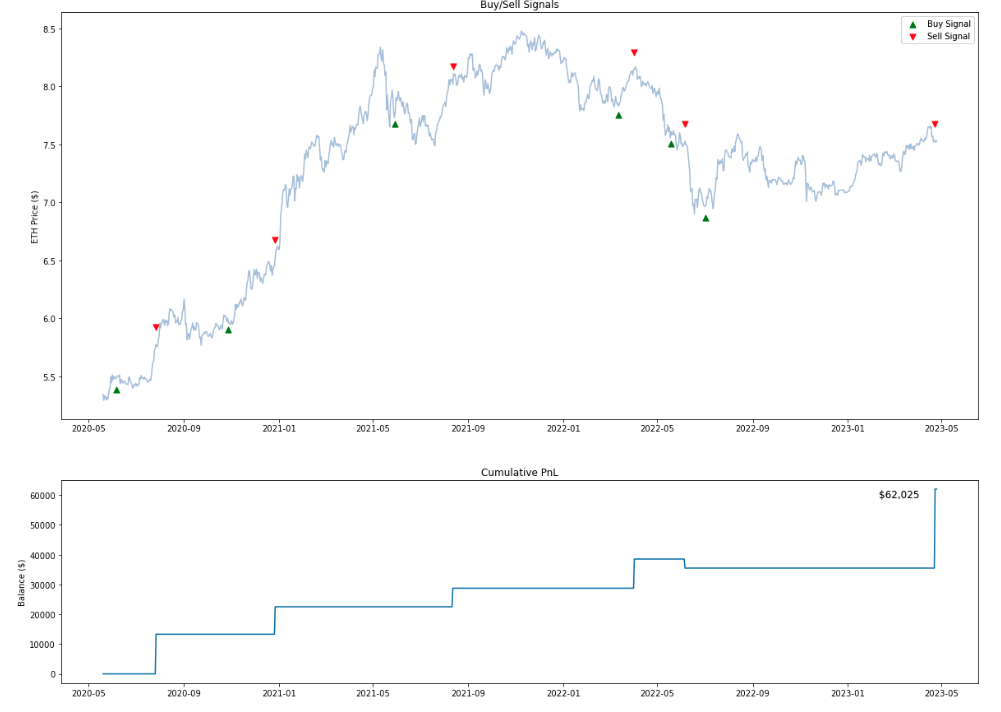 Buy/Sell Signals
Buy Signal
Sell Signal
ETH Price ($)
8.5
8.0
7.5
7.0
6.5
6.0
5.5
2020-05 2020-09 2021-01 2021-05 2021-09 2022-01 2022-05 2022-09 2023-01 2023-05
Cumulative PnL
$62,025
Balance ($)
60000
50000
40000
30000
20000
10000
0
2020-05 2020-09 2021-01 2021-05 2021-09 2022-01 2022-05 2022-09 2023-01 2023-05